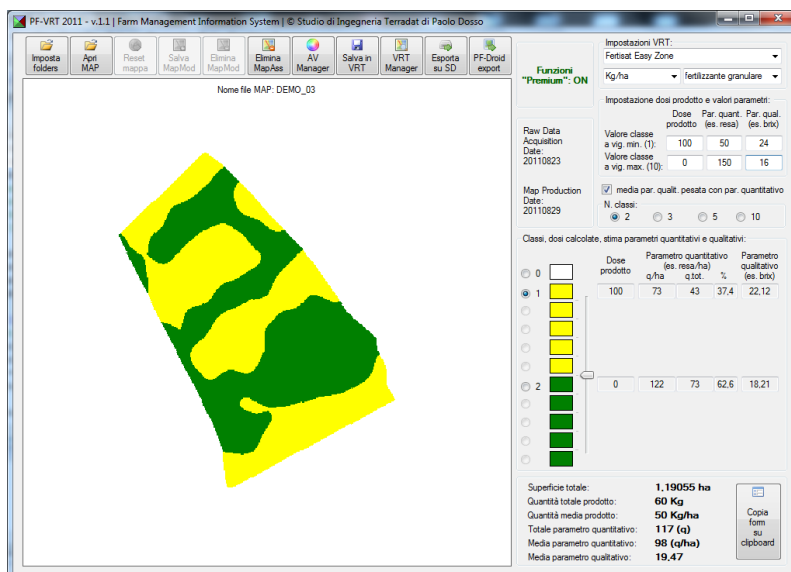 PF-VRT 2011 - v.1.1 | Farm Management Information System | © Studio di Ingegneria Terradat di Paolo Dosso
Imposta folders
Apri MAP
Reset mappa
Salva MapMod
Elimina MapMod
Elimina MapAss
AV Manager
Salva in VRT
VRT Manager
Esporta su SD
PF-Droid export
Nome file MAP: DEMO_03
Funzioni
"Premium": ON
Raw Data
Acquisition
Date:
20110823
Map Production
Date:
20110829
Impostazioni VRT:
Fertisat Easy Zone
Kg/ha fertilizzante granulare
Impostazione dosi prodotto e valori parametri:
Dose Par. quant. Par. qual.
prodotto (es. resa) (es. brix)
Valore classe
a vig. min. (1): 100 50 24
Valore classe
a vig. max. (10): 0 150 16
media par. qualit. pesata con par. quantitativo
N. classi:
2 3 5 10
Classi, dosi calcolate, stima parametri quantitativi e qualitativi:
Dose Parametro quantitativo Parametro
prodotto (es. resa/ha) qualitativo
q/ha q.tot. % (es. brix)
0
1 100 73 43 37,4 22,12
2 0 122 73 62,6 18,21
Superficie totale: 1,19055 ha
Quantità totale prodotto: 60 Kg
Quantità media prodotto: 50 Kg/ha
Totale parametro quantitativo: 117 (q)
Media parametro quantitativo: 98 (q/ha)
Media parametro qualitativo: 19,47
Copia
form
su
clipboard